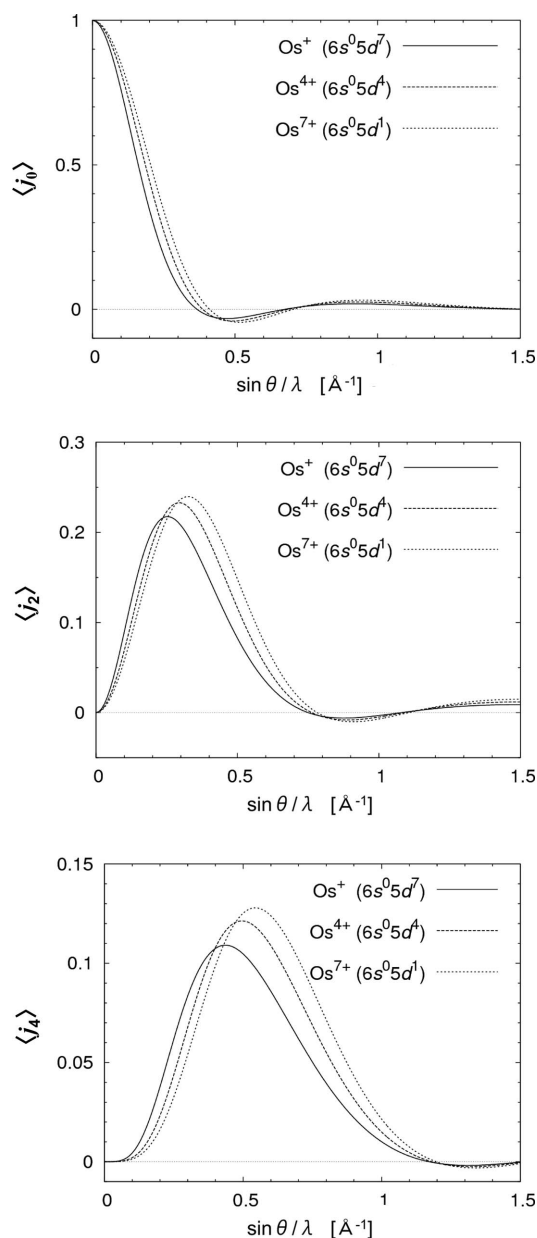 Os⁺ (6s⁰5d⁷)
Os⁴⁺ (6s⁰5d⁴)
Os⁷⁺ (6s⁰5d¹)
1
0.5
0
⟨j₀⟩
0 0.5 1 1.5
sin θ / λ [Å⁻¹]
Os⁺ (6s⁰5d⁷)
Os⁴⁺ (6s⁰5d⁴)
Os⁷⁺ (6s⁰5d¹)
0.3
0.2
0.1
0
⟨j₂⟩
0 0.5 1 1.5
sin θ / λ [Å⁻¹]
Os⁺ (6s⁰5d⁷)
Os⁴⁺ (6s⁰5d⁴)
Os⁷⁺ (6s⁰5d¹)
0.15
0.1
0.05
0
⟨j₄⟩
0 0.5 1 1.5
sin θ / λ [Å⁻¹]